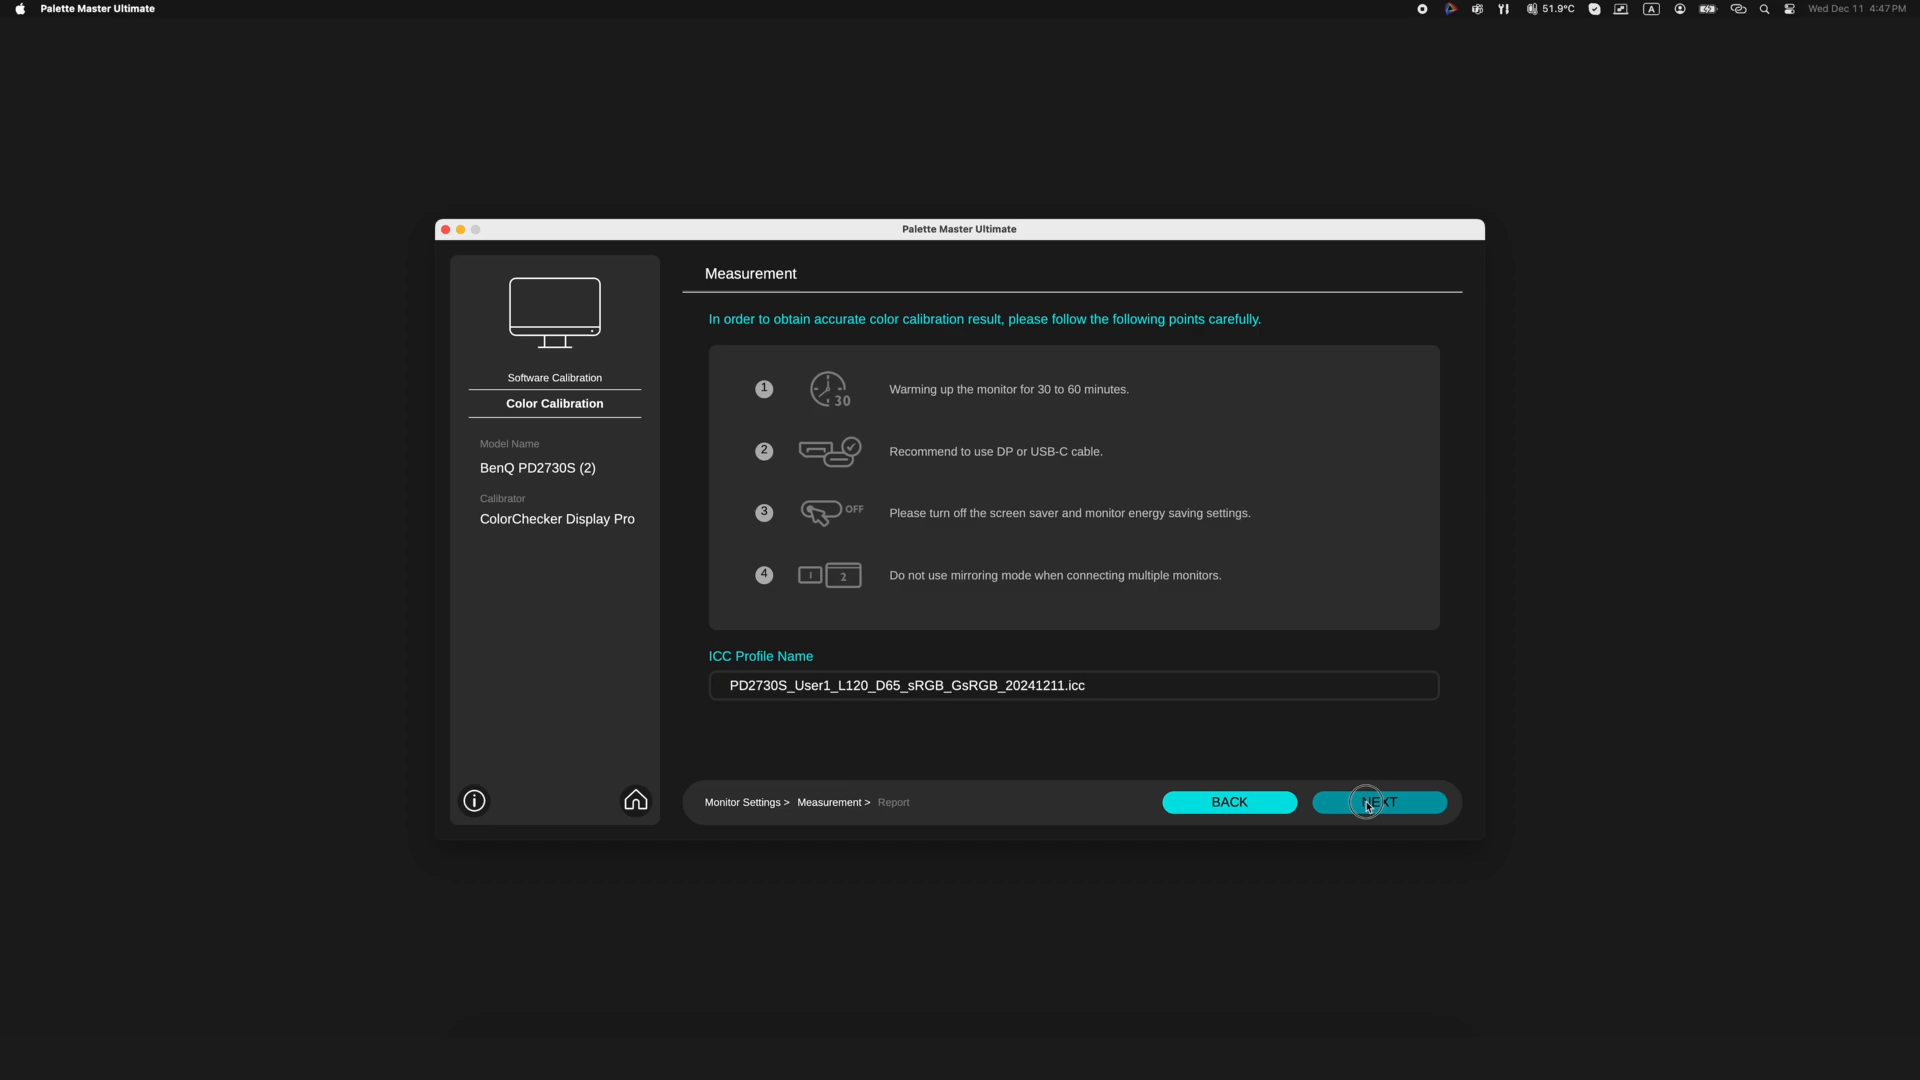 Palette Master Ultimate
51.9°C
A
Wed Dec 11 4:47 PM
Palette Master Ultimate
Software Calibration
Color Calibration
Model Name
BenQ PD2730S (2)
Calibrator
ColorChecker Display Pro
Measurement
In order to obtain accurate color calibration result, please follow the following points carefully.
1 30 Warming up the monitor for 30 to 60 minutes.
2 Recommend to use DP or USB-C cable.
3 OFF Please turn off the screen saver and monitor energy saving settings.
4 1 2 Do not use mirroring mode when connecting multiple monitors.
ICC Profile Name
PD2730S_User1_L120_D65_sRGB_GsRGB_20241211.icc
Monitor Settings > Measurement > Report
BACK
NEXT